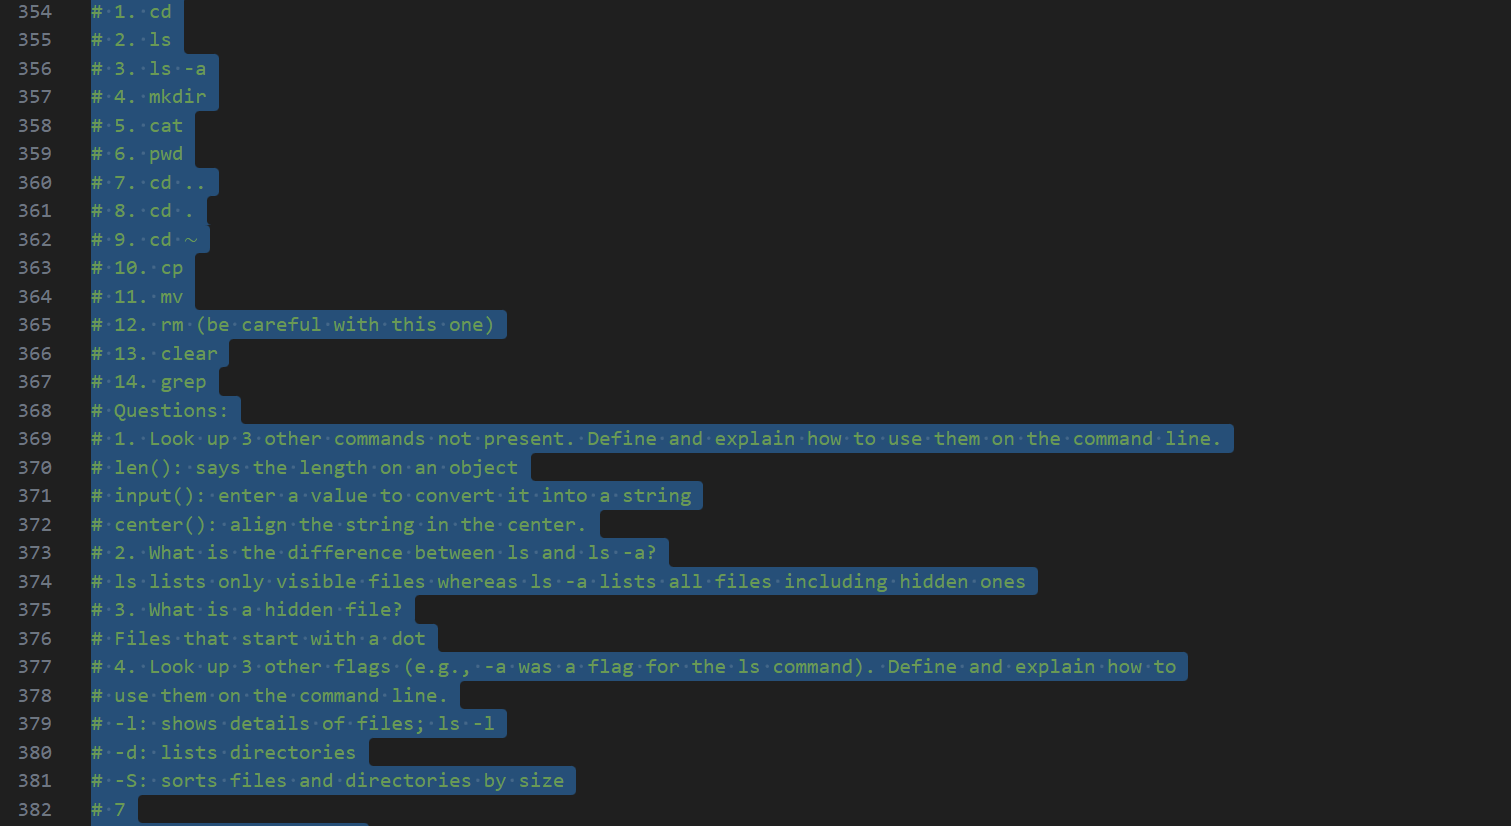 354 # 1. cd
355 # 2. ls
356 # 3. ls -a
357 # 4. mkdir
358 # 5. cat
359 # 6. pwd
360 # 7. cd ..
361 # 8. cd .
362 # 9. cd ~
363 # 10. cp
364 # 11. mv
365 # 12. rm (be careful with this one)
366 # 13. clear
367 # 14. grep
368 # Questions:
369 # 1. Look up 3 other commands not present. Define and explain how to use them on the command line.
370 # len(): says the length on an object
371 # input(): enter a value to convert it into a string
372 # center(): align the string in the center.
373 # 2. What is the difference between ls and ls -a?
374 # ls lists only visible files whereas ls -a lists all files including hidden ones
375 # 3. What is a hidden file?
376 # Files that start with a dot
377 # 4. Look up 3 other flags (e.g., -a was a flag for the ls command). Define and explain how to
378 # use them on the command line.
379 # -l: shows details of files; ls -l
380 # -d: lists directories
381 # -S: sorts files and directories by size
382 # 7